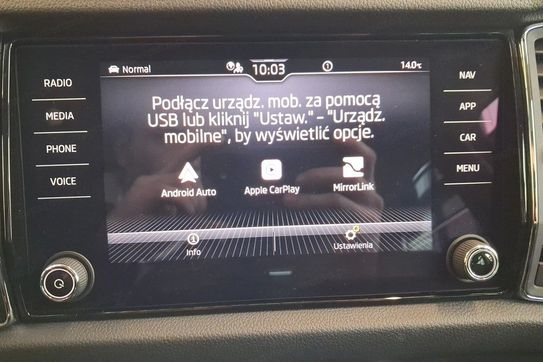 Normal
10:03
14.0°C
RADIO
MEDIA
PHONE
VOICE
Podłącz urządz. mob. za pomocą
USB lub kliknij "Ustaw." - "Urządz.
mobilne", by wyświetlić opcje.
Android Auto
Apple CarPlay
MirrorLink
Info
Ustawienia
NAV
APP
CAR
MENU